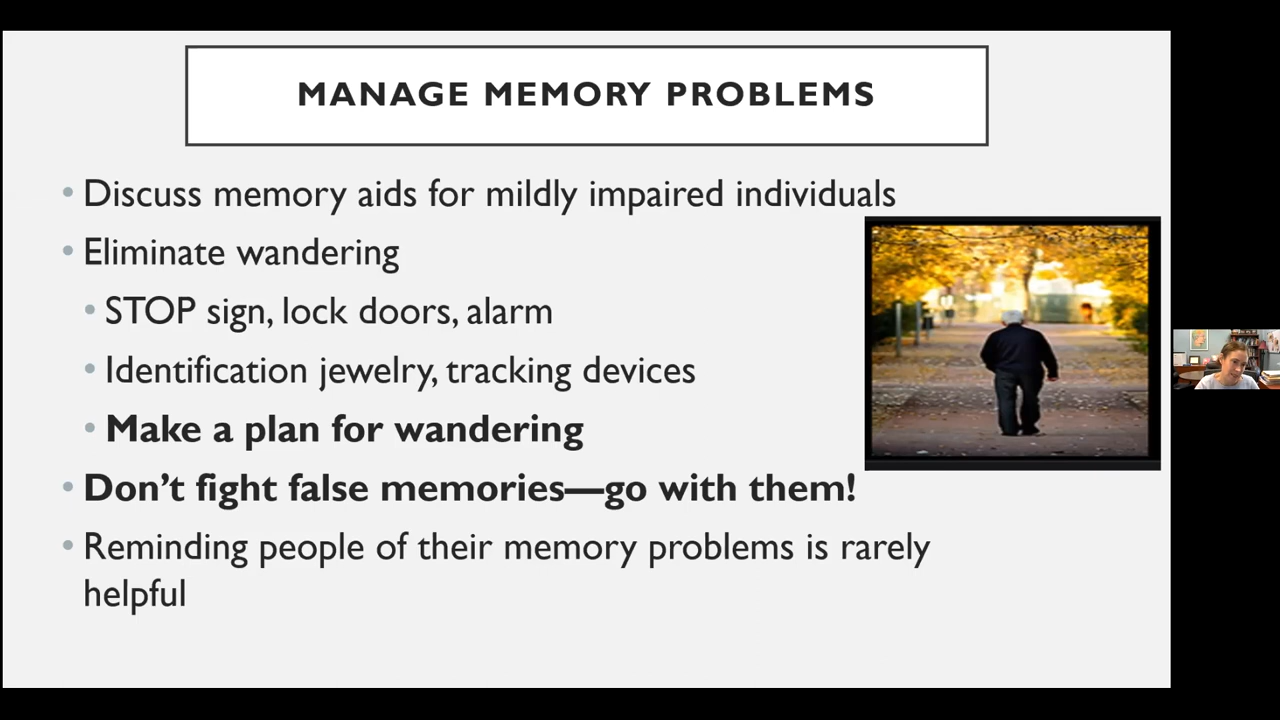 MANAGE MEMORY PROBLEMS
• Discuss memory aids for mildly impaired individuals
• Eliminate wandering
• STOP sign, lock doors, alarm
• Identification jewelry, tracking devices
• Make a plan for wandering
• Don’t fight false memories—go with them!
• Reminding people of their memory problems is rarely
helpful